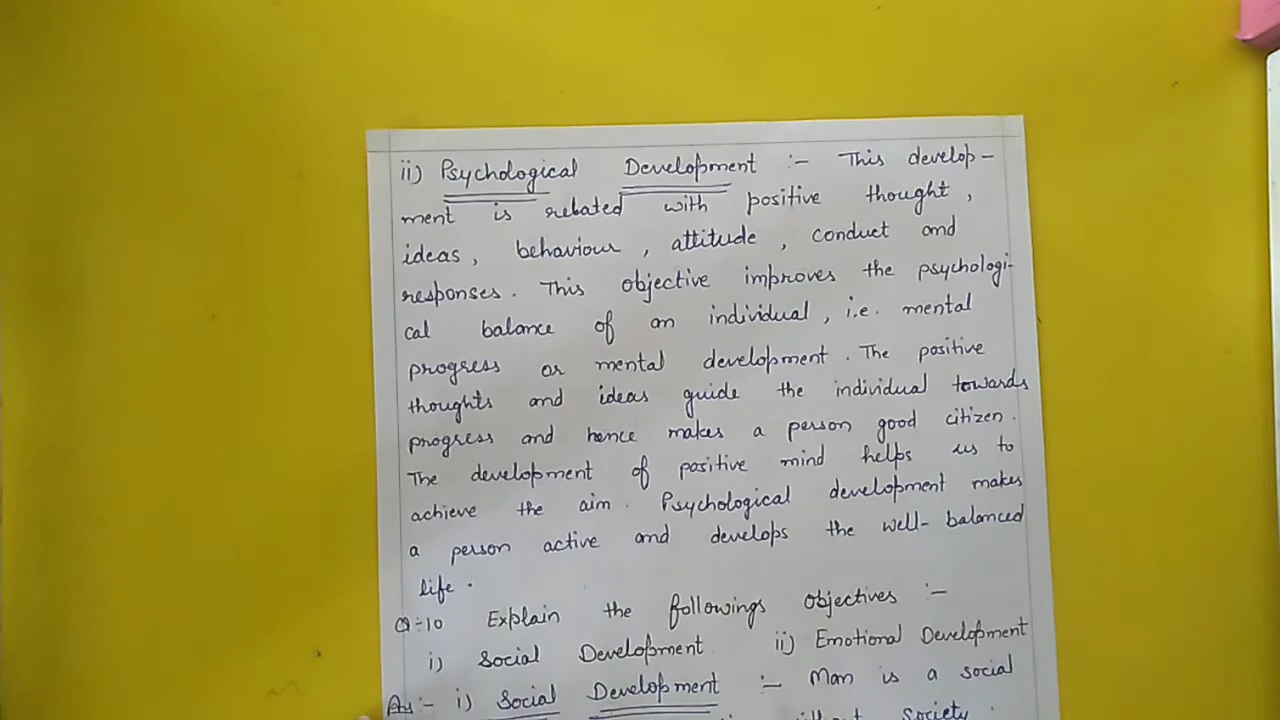 ii) Psychological Development :- This develop-
ment is related with positive thought,
ideas, behaviour, attitude, conduct and
responses. This objective improves the psychologi-
cal balance of an individual, i.e. mental
progress or mental development. The positive
thoughts and ideas guide the individual towards
progress and hence makes a person good citizen.
The development of positive mind helps us to
achieve the aim. Psychological development makes
a person active and develops the well-balanced
life.
Q:10 Explain the followings objectives :-
i) Social Development ii) Emotional Development
As:- i) Social Development :- Man is a social
without society.